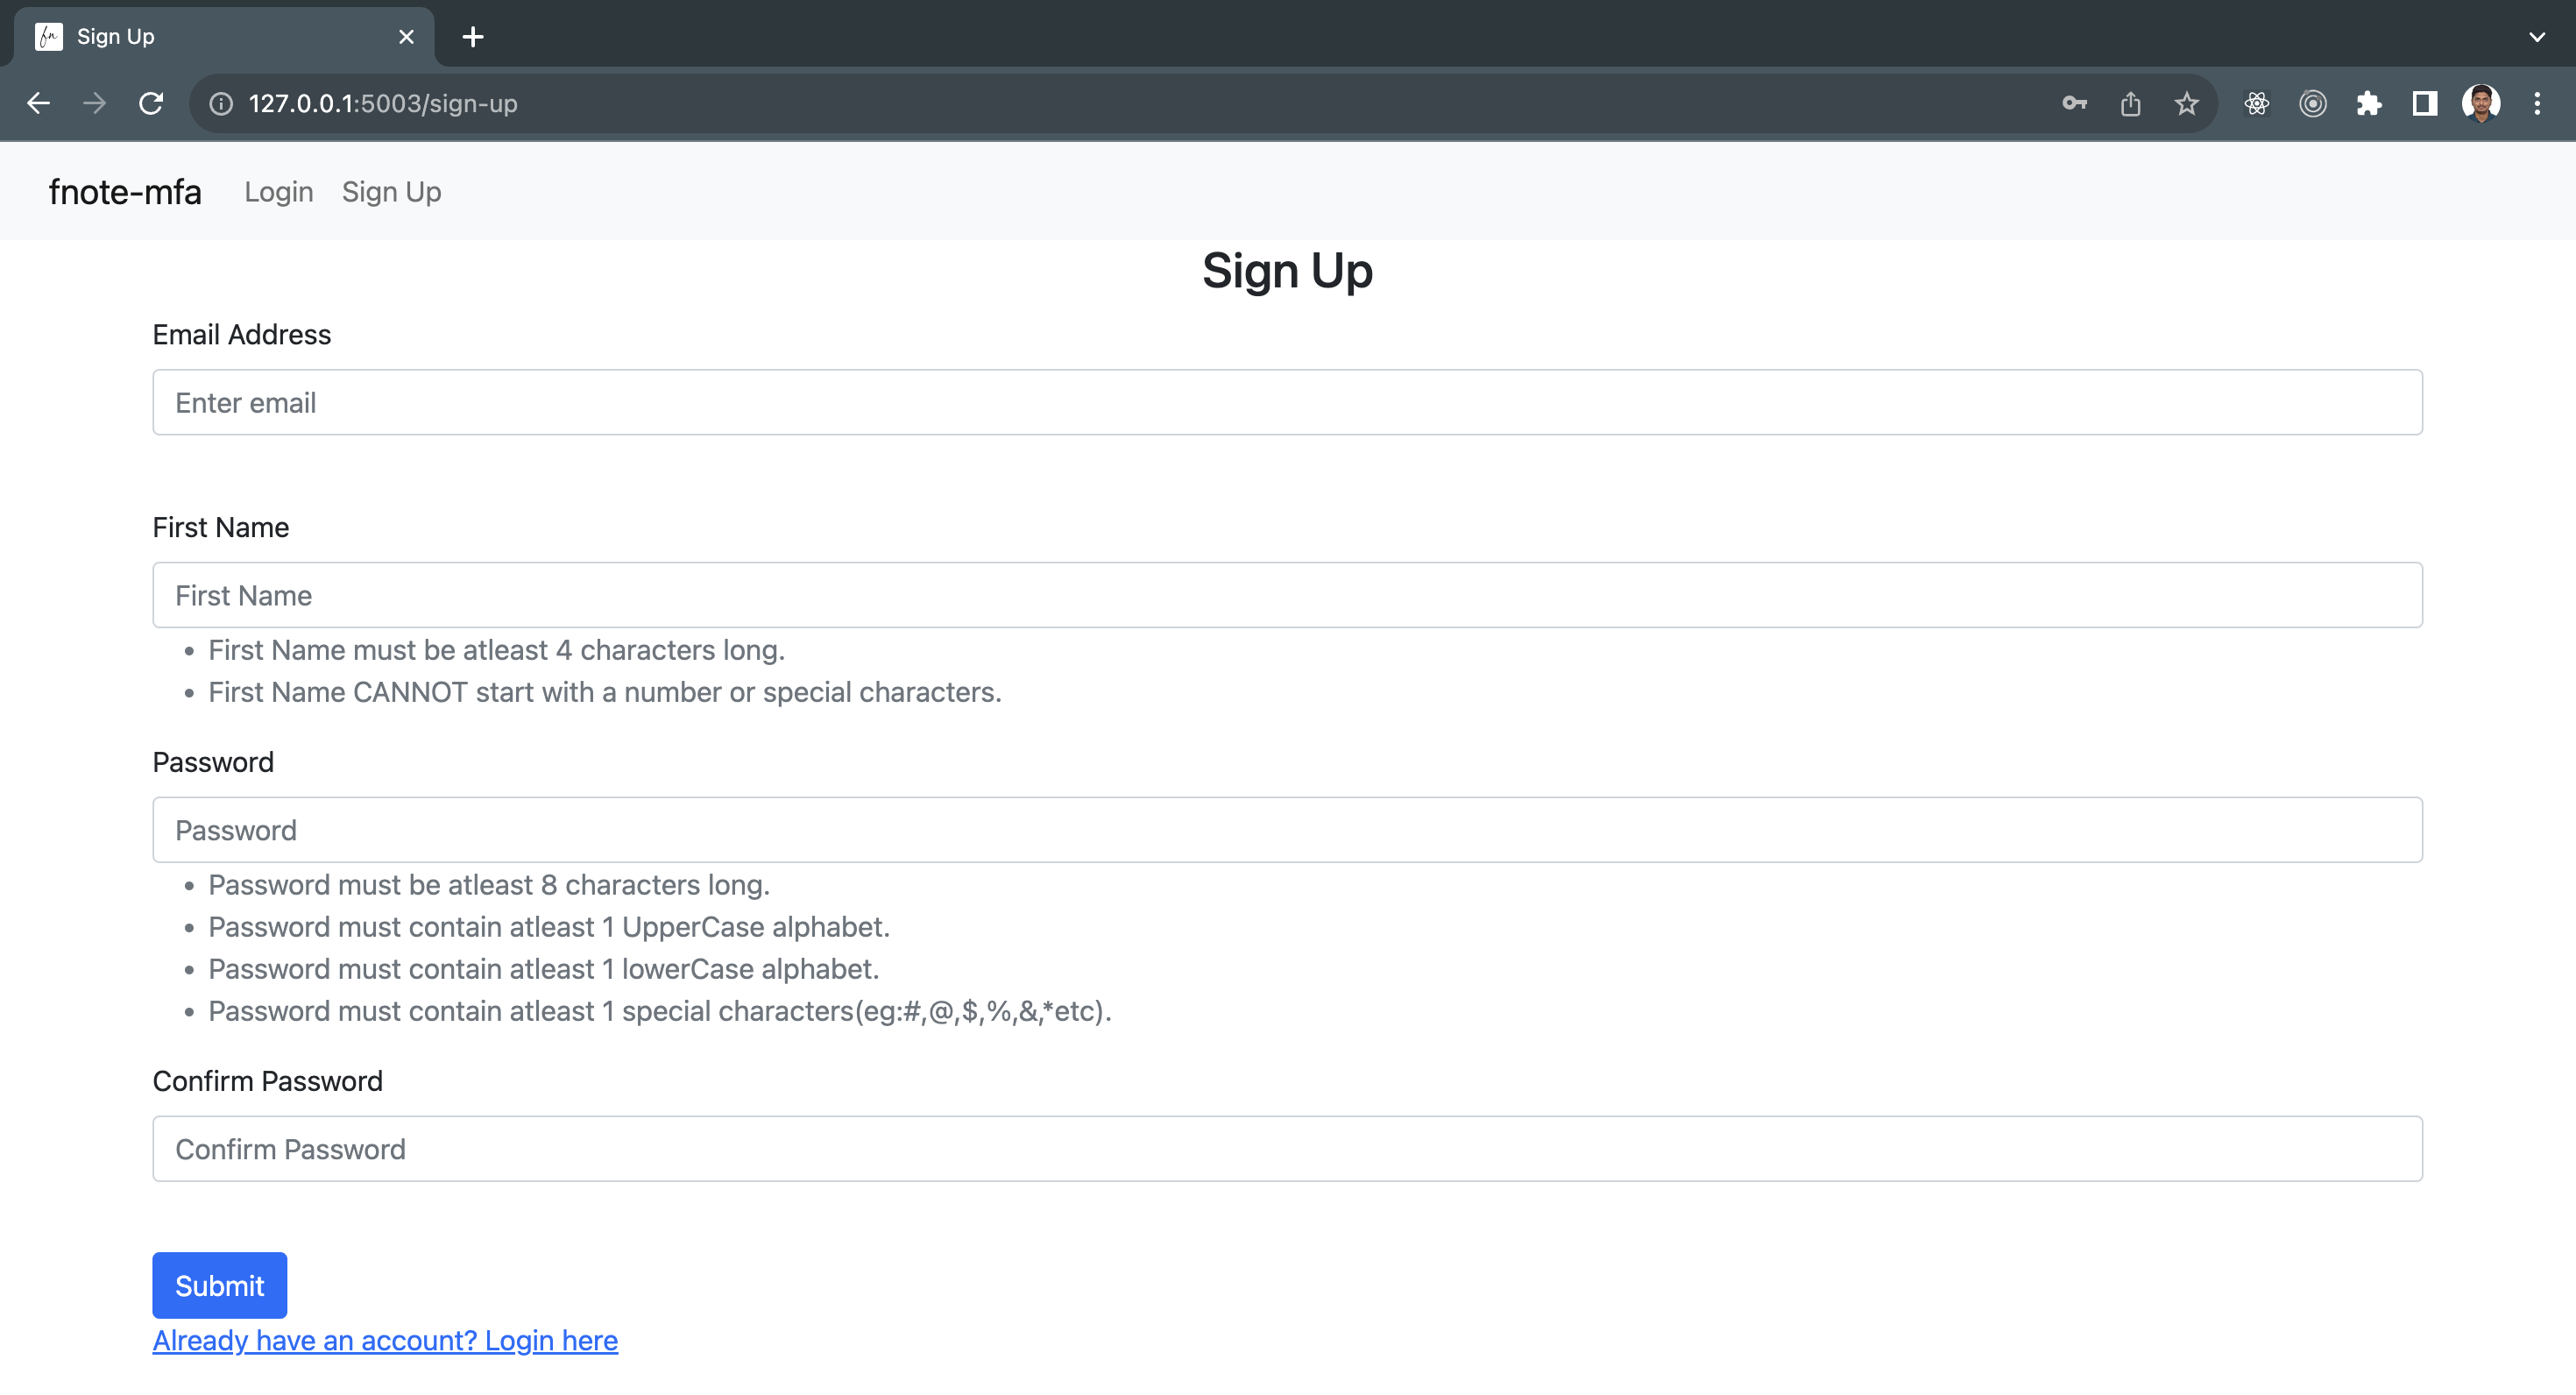 fn Sign Up
127.0.0.1:5003/sign-up
fnote-mfa Login Sign Up
Sign Up
Email Address
Enter email
First Name
First Name
• First Name must be atleast 4 characters long.
• First Name CANNOT start with a number or special characters.
Password
Password
• Password must be atleast 8 characters long.
• Password must contain atleast 1 UpperCase alphabet.
• Password must contain atleast 1 lowerCase alphabet.
• Password must contain atleast 1 special characters(eg:#,@,$,%,&,*etc).
Confirm Password
Confirm Password
Submit
Already have an account? Login here